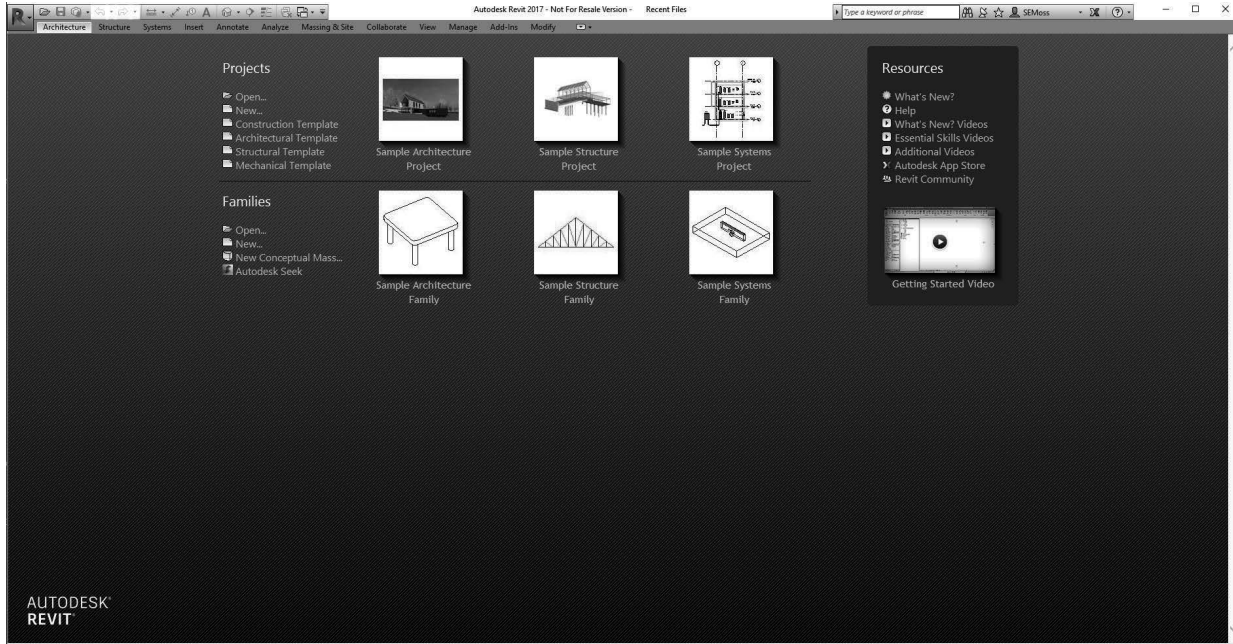 Autodesk Revit 2017 - Not For Resale Version - Recent Files
Type a keyword or phrase
SEMoss
Architecture Structure Systems Insert Annotate Analyze Massing & Site Collaborate View Manage Add-Ins Modify
Projects
Open...
New...
Construction Template
Architectural Template
Structural Template
Mechanical Template
Sample Architecture
Project
Sample Structure
Project
Sample Systems
Project
Families
Open...
New...
New Conceptual Mass...
Autodesk Seek
Sample Architecture
Family
Sample Structure
Family
Sample Systems
Family
Resources
What's New?
Help
What's New? Videos
Essential Skills Videos
Additional Videos
Autodesk App Store
Revit Community
Getting Started Video
AUTODESK®
REVIT®